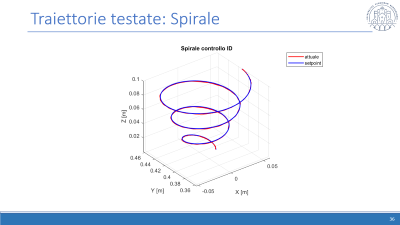 Traiettorie testate: Spirale
Spirale controllo ID
attuale
setpoint
0.1
0.08
0.06
0.04
0.02
Z [m]
0.46
0.44
0.42
0.4
0.38
0.36
Y [m]
-0.05
0
0.05
X [m]
36